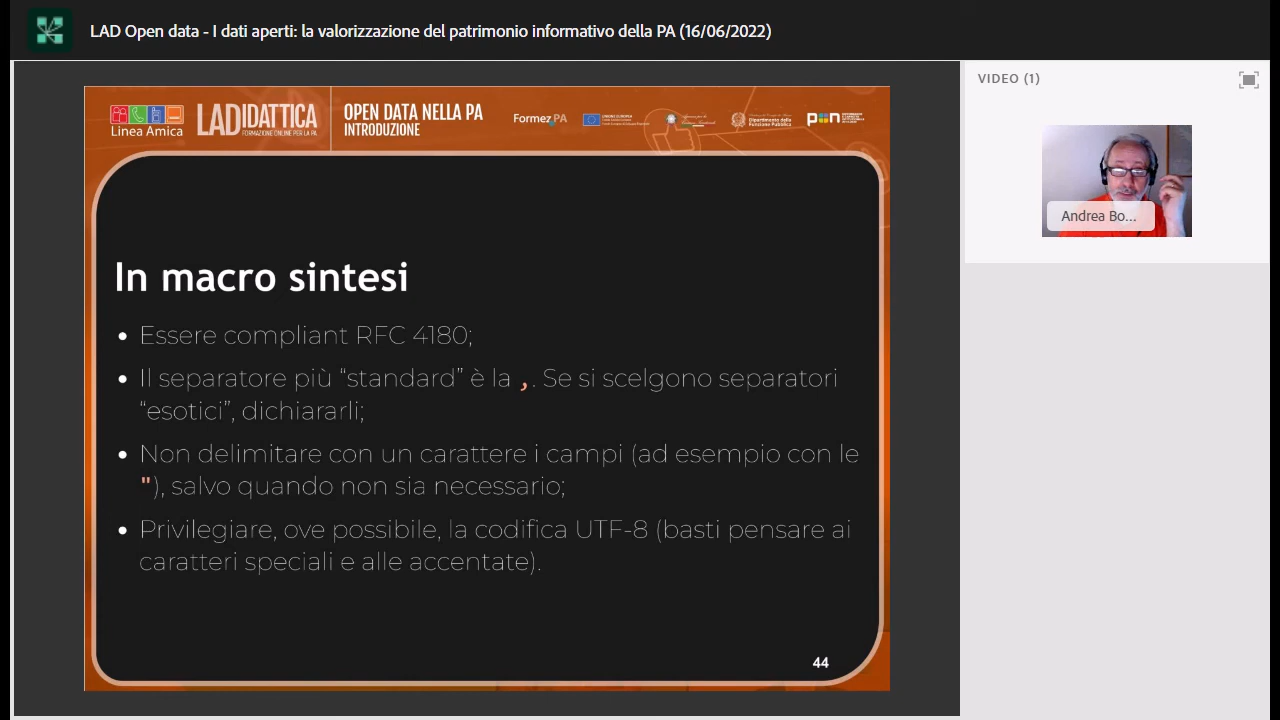 LAD Open data - I dati aperti: la valorizzazione del patrimonio informativo della PA (16/06/2022)
VIDEO (1)
Linea Amica
LADIDATTICA
FORMAZIONE ONLINE PER LA PA
OPEN DATA NELLA PA
INTRODUZIONE
FormezPA
UNIONE EUROPEA
Dipartimento della
Funzione Pubblica
pon
Andrea Bo...
In macro sintesi
• Essere compliant RFC 4180;
• Il separatore più “standard” è la ,. Se si scelgono separatori
“esotici”, dichiararli;
• Non delimitare con un carattere i campi (ad esempio con le
"), salvo quando non sia necessario;
• Privilegiare, ove possibile, la codifica UTF-8 (basti pensare ai
caratteri speciali e alle accentate).
44